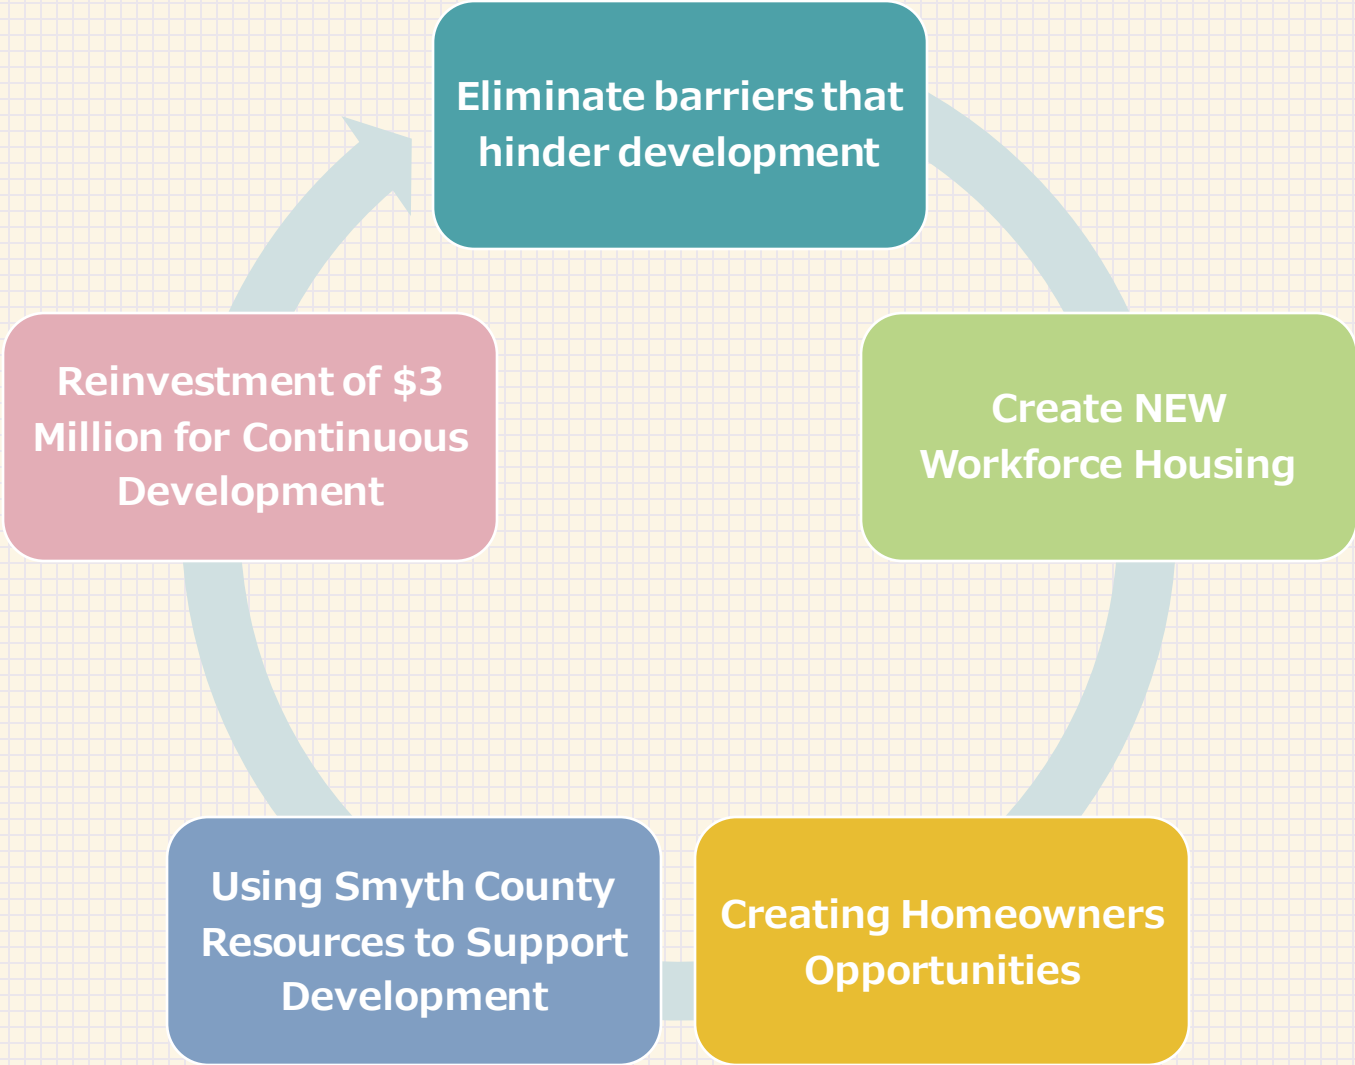 Eliminate barriers that
hinder development
Create NEW
Workforce Housing
Creating Homeowners
Opportunities
Using Smyth County
Resources to Support
Development
Reinvestment of $3
Million for Continuous
Development